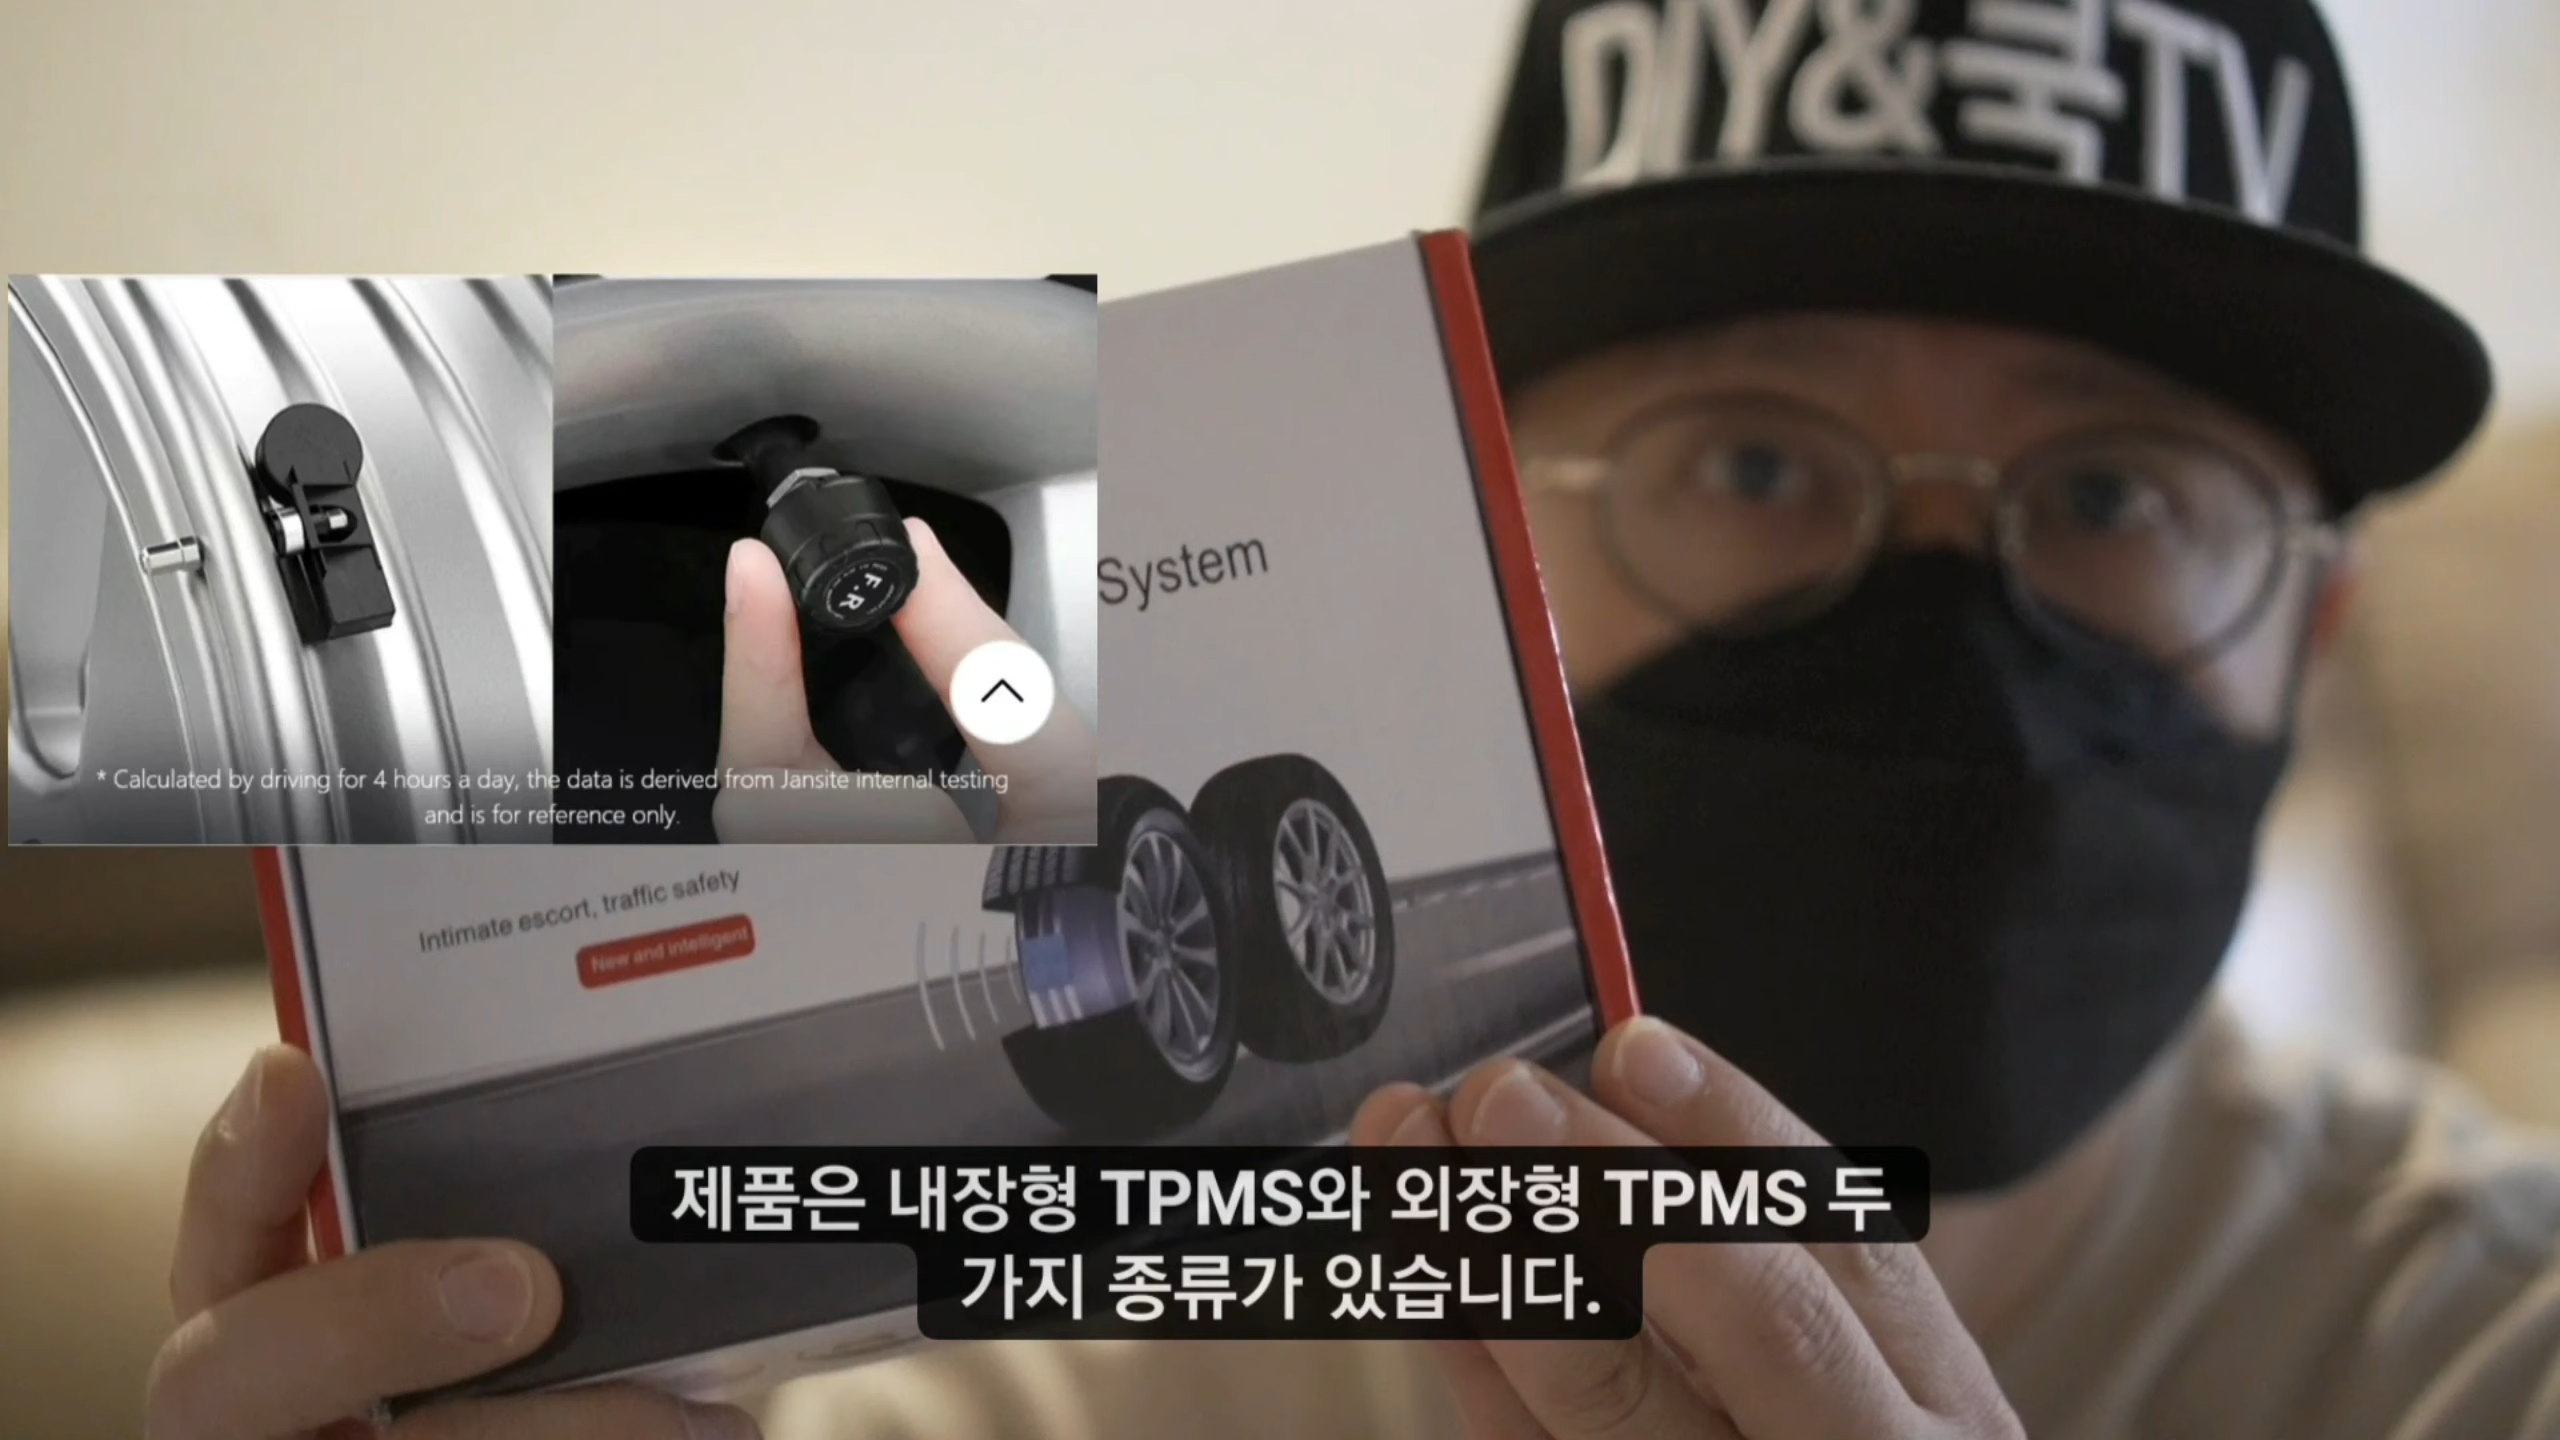 DIY&쿡TV
System
F.R
* Calculated by driving for 4 hours a day, the data is derived from Jansite internal testing
and is for reference only.
Intimate escort, traffic safety
New and intelligent
제품은 내장형 TPMS와 외장형 TPMS 두
가지 종류가 있습니다.